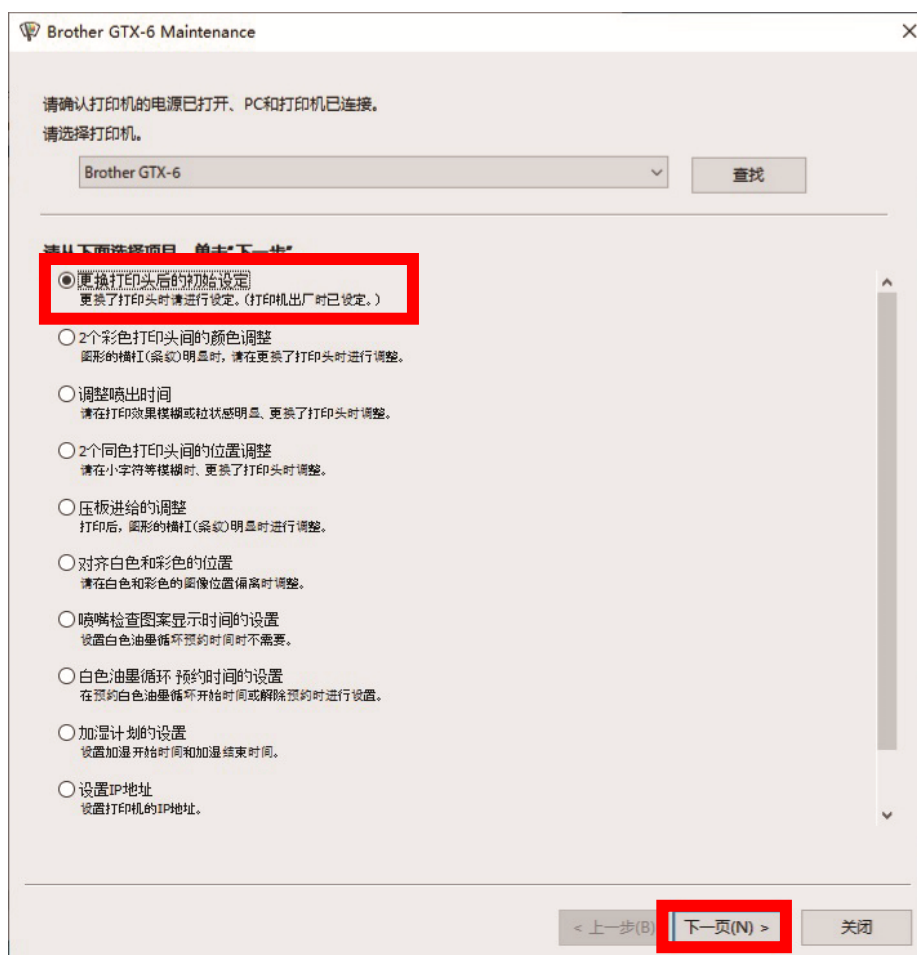 Brother GTX-6 Maintenance
请确认打印机的电源已打开、PC和打印机已连接。
请选择打印机。
Brother GTX-6
查找
请从下面选择项目，单击"下一步"
更换打印头后的初始设定
更换了打印头时请进行设定。(打印机出厂时已设定。)
2个彩色打印头间的颜色调整
图形的横杠(条纹)明显时，请在更换了打印头时进行调整。
调整喷出时间
请在打印效果模糊或粒状感明显、更换了打印头时调整。
2个同色打印头间的位置调整
请在小字符等模糊时、更换了打印头时调整。
压板进给的调整
打印后，图形的横杠(条纹)明显时进行调整。
对齐白色和彩色的位置
请在白色和彩色的图像位置偏离时调整。
喷嘴检查图案显示时间的设置
设置白色油墨循环预约时间时不需要。
白色油墨循环 预约时间的设置
在预约白色油墨循环开始时间或解除预约时进行设置。
加湿计划的设置
设置加湿开始时间和加湿结束时间。
设置IP地址
设置打印机的IP地址。
< 上一步(B)
下一页(N) >
关闭